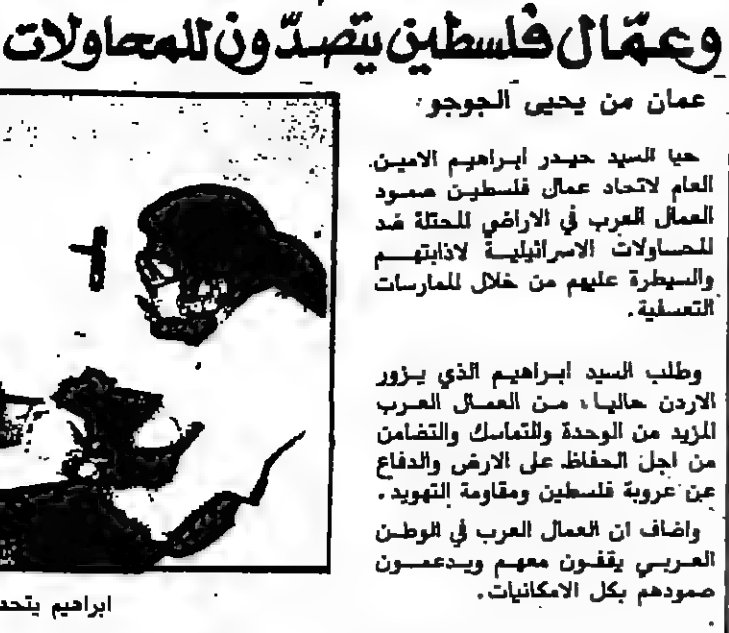 وعمّال فلسطين يتصدّون للمحاولات
عمان من يحيى الجوجو
حيا السيد حيدر ابراهيم الامين
العام لاتحاد عمال فلسطين صمود
العمال العرب في الاراضي المحتلة ضد
المحساولات الاسرائيلية لاذابتهم
والسيطرة عليهم من خلال الممارسات
التعسفية .
وطلب السيد ابراهيم الذي يزور
الاردن حاليا ، من العمال العرب
المزيد من الوحدة والتماسك والتضامن
من اجل الحفاظ على الارض والدفاع
عن عروبة فلسطين ومقاومة التهويد .
واضاف ان العمال العرب في الوطن
العربي يقفون معهم ويدعمون
صمودهم بكل الامكانيات .
ابراهيم يتحد